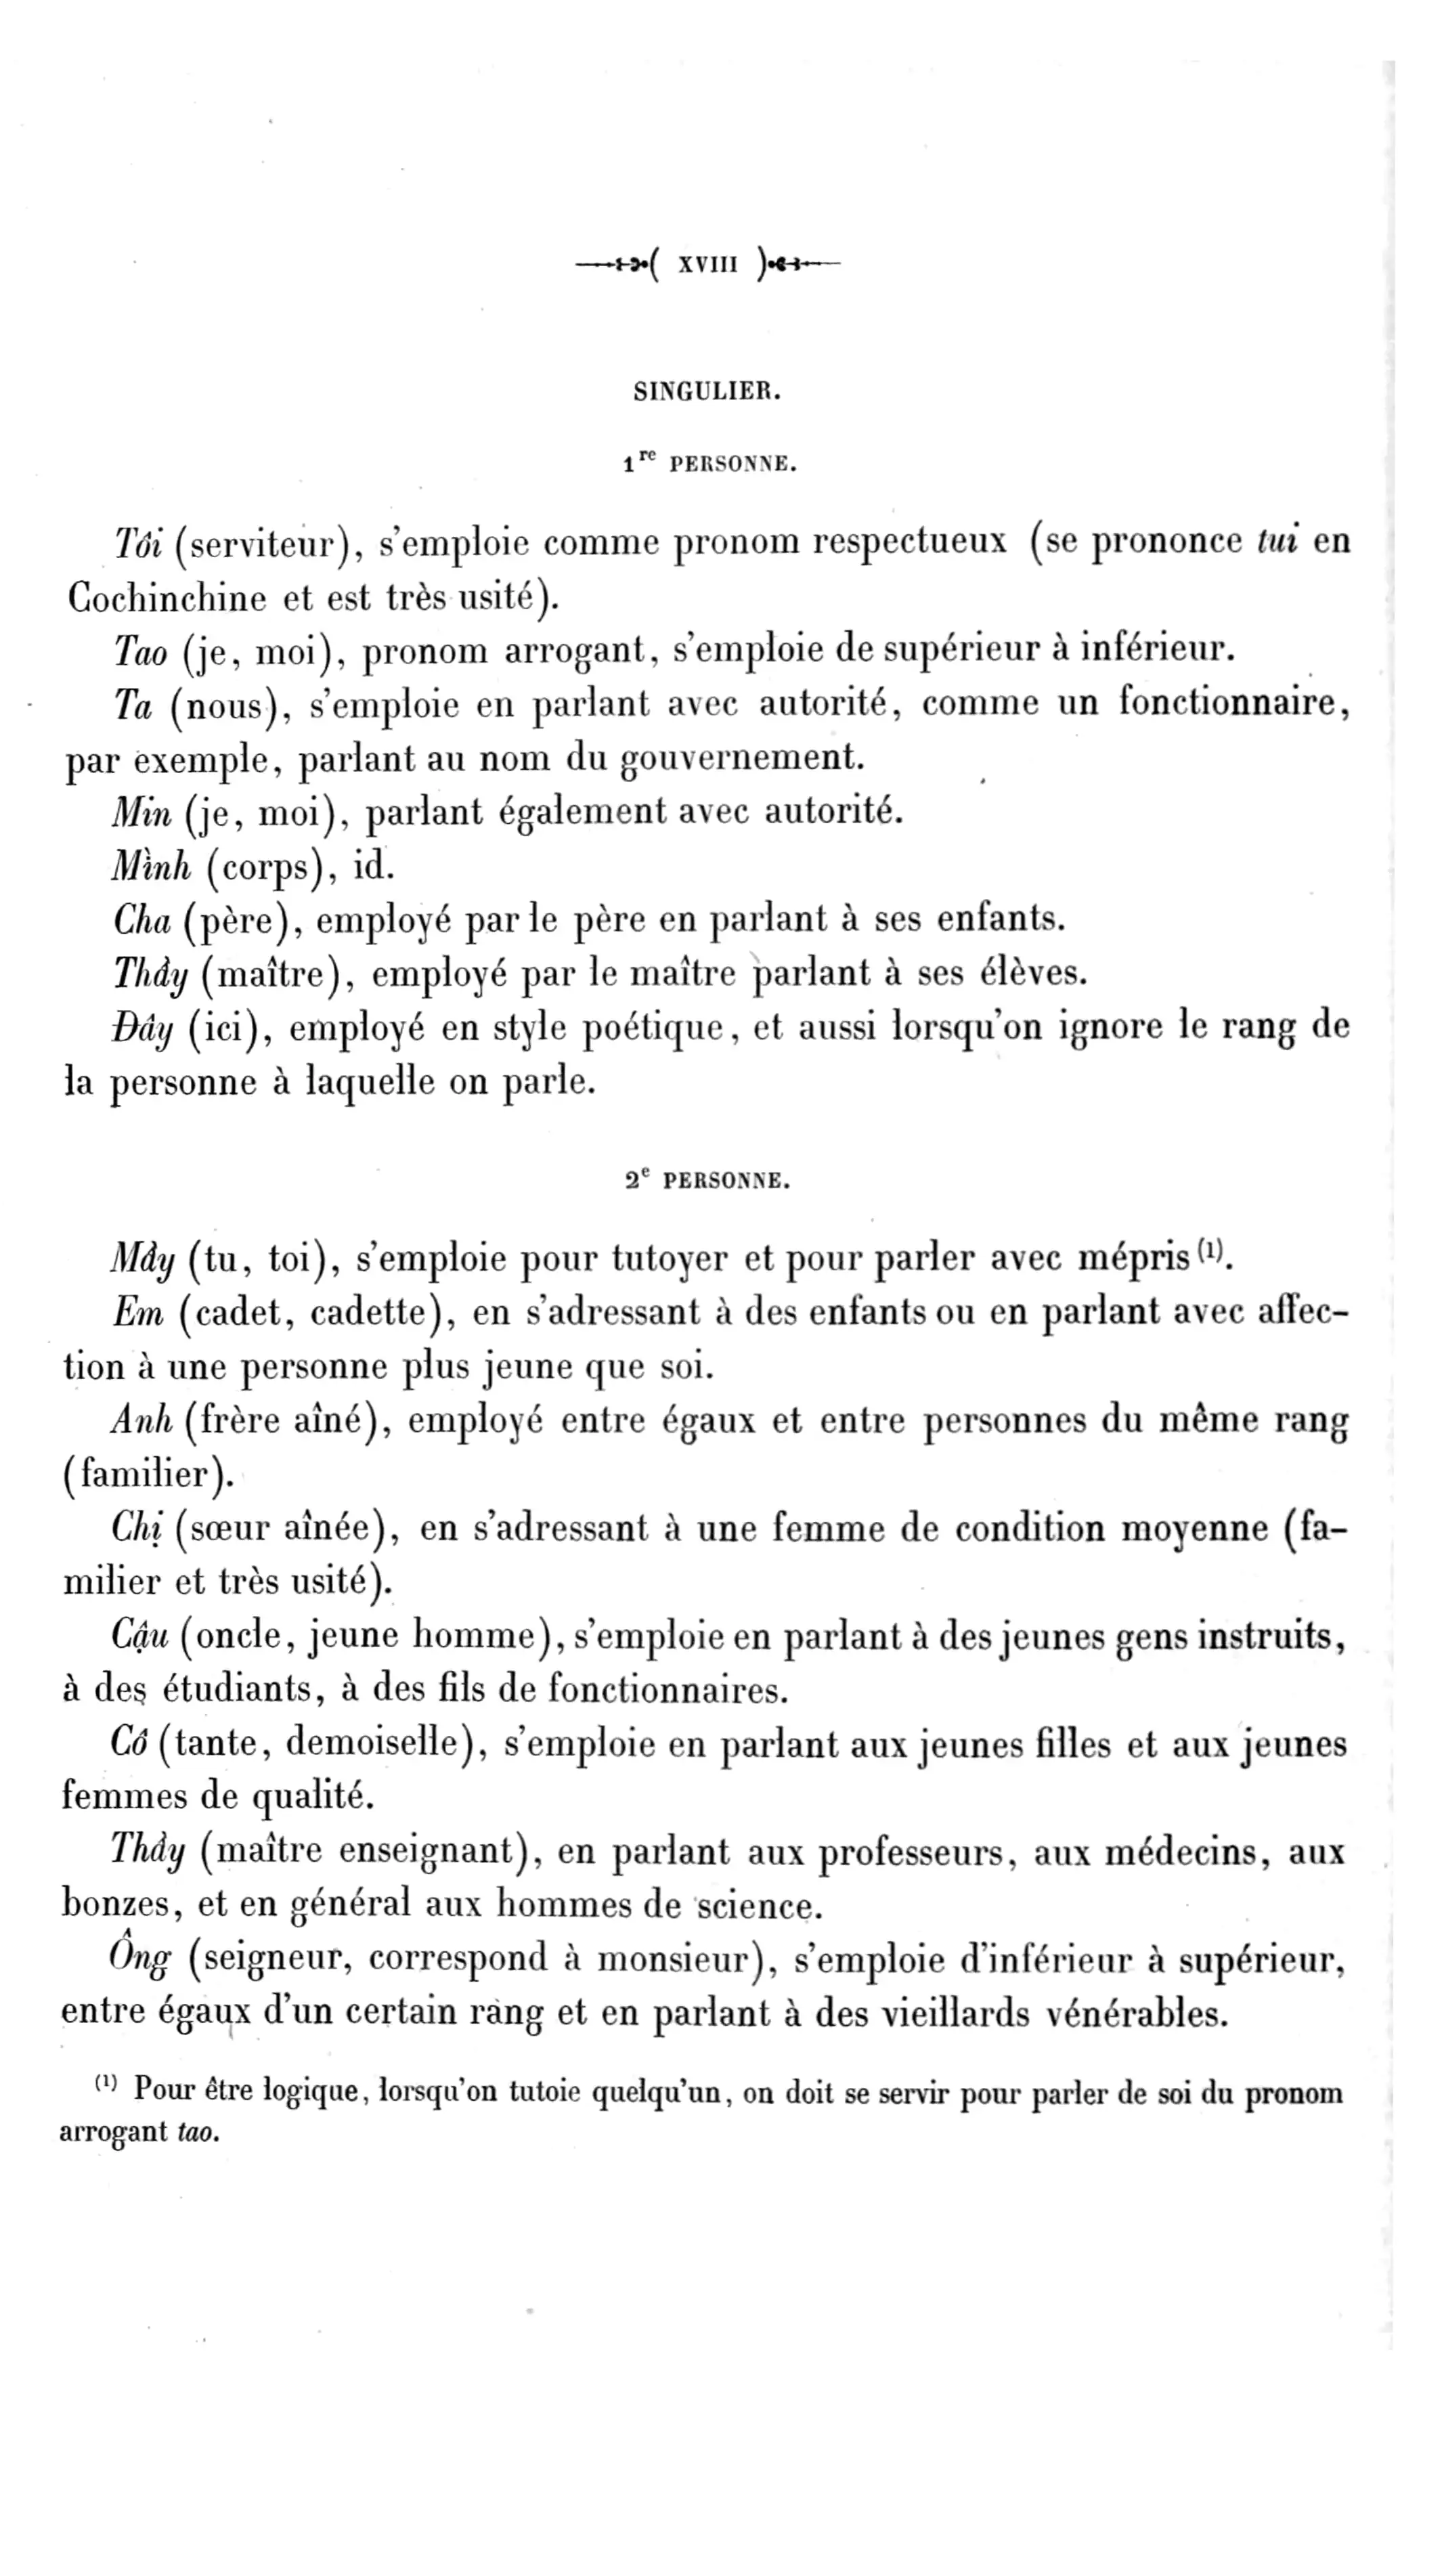 ( XVIII )
SINGULIER.
1re PERSONNE.
Tôi (serviteur), s'emploie comme pronom respectueux (se prononce tui en
Cochinchine et est très usité).
Tao (je, moi), pronom arrogant, s'emploie de supérieur à inférieur.
Ta (nous), s'emploie en parlant avec autorité, comme un fonctionnaire,
par exemple, parlant au nom du gouvernement.
Min (je, moi), parlant également avec autorité.
Mình (corps), id.
Cha (père), employé par le père en parlant à ses enfants.
Thầy (maître), employé par le maître parlant à ses élèves.
Đây (ici), employé en style poétique, et aussi lorsqu'on ignore le rang de
la personne à laquelle on parle.
2e PERSONNE.
Mầy (tu, toi), s'emploie pour tutoyer et pour parler avec mépris (1).
Em (cadet, cadette), en s'adressant à des enfants ou en parlant avec affec-
tion à une personne plus jeune que soi.
Anh (frère aîné), employé entre égaux et entre personnes du même rang
(familier).
Chị (sœur aînée), en s'adressant à une femme de condition moyenne (fa-
milier et très usité).
Cậu (oncle, jeune homme), s'emploie en parlant à des jeunes gens instruits,
à des étudiants, à des fils de fonctionnaires.
Cô (tante, demoiselle), s'emploie en parlant aux jeunes filles et aux jeunes
femmes de qualité.
Thầy (maître enseignant), en parlant aux professeurs, aux médecins, aux
bonzes, et en général aux hommes de science.
Ông (seigneur, correspond à monsieur), s'emploie d'inférieur à supérieur,
entre égaux d'un certain rang et en parlant à des vieillards vénérables.
(1) Pour être logique, lorsqu'on tutoie quelqu'un, on doit se servir pour parler de soi du pronom
arrogant tao.